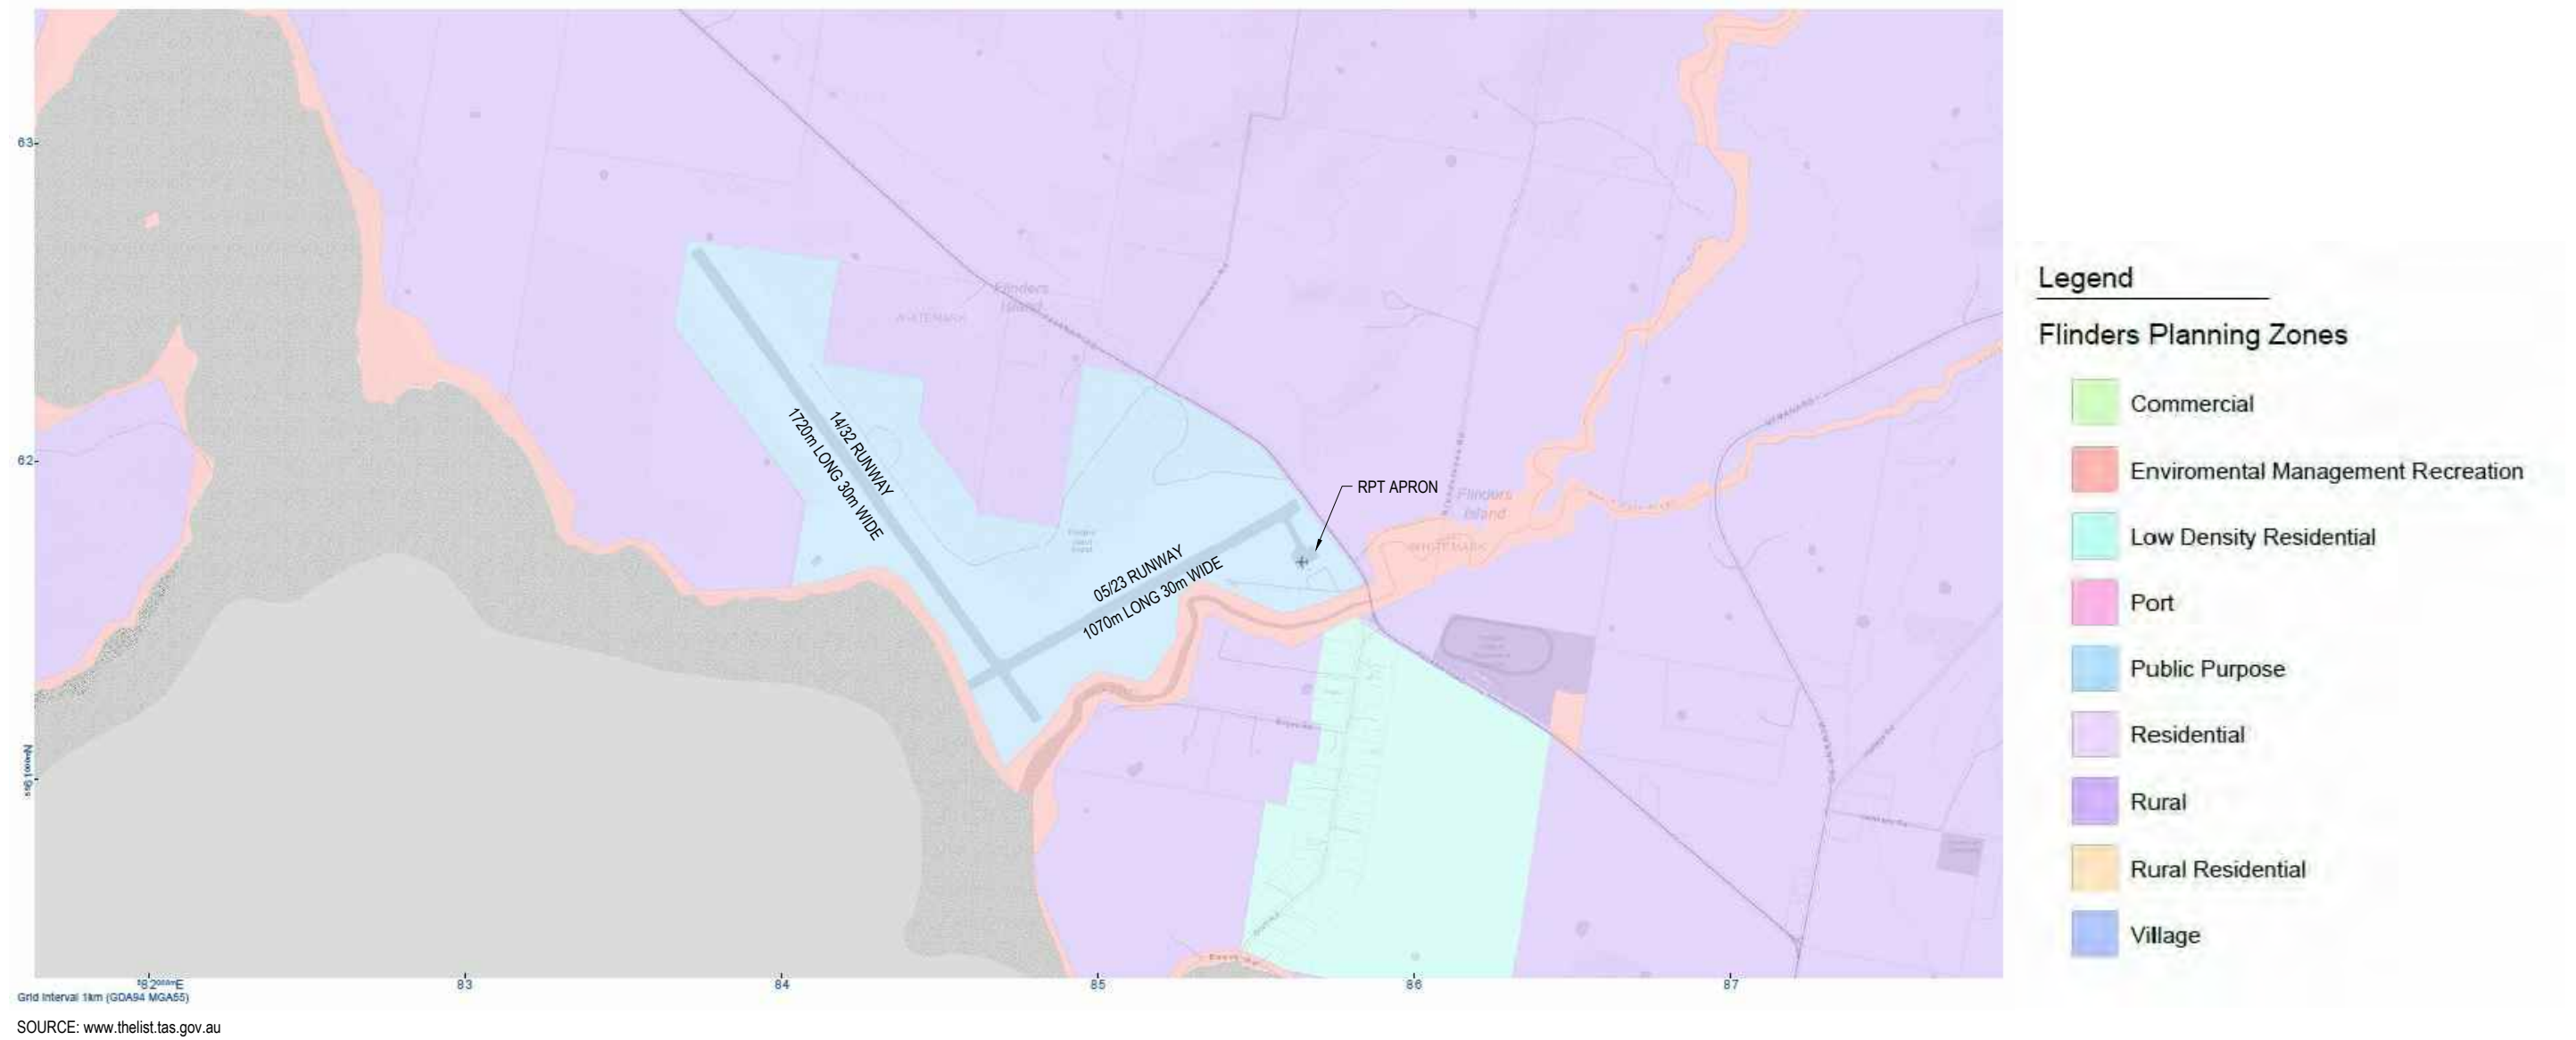 63
62
Flinders
Island
WHITEMARK
14/32 RUNWAY
1720m LONG 30m WIDE
05/23 RUNWAY
1070m LONG 30m WIDE
RPT APRON
Flinders
Island
WHITEMARK
⁵⁵61⁰⁰⁰ᵐN
⁵82⁰⁰⁰ᵐE
83
84
85
86
87
Grid Interval 1km (GDA94 MGA55)
SOURCE: www.thelist.tas.gov.au
Legend
Flinders Planning Zones
Commercial
Enviromental Management Recreation
Low Density Residential
Port
Public Purpose
Residential
Rural
Rural Residential
Village